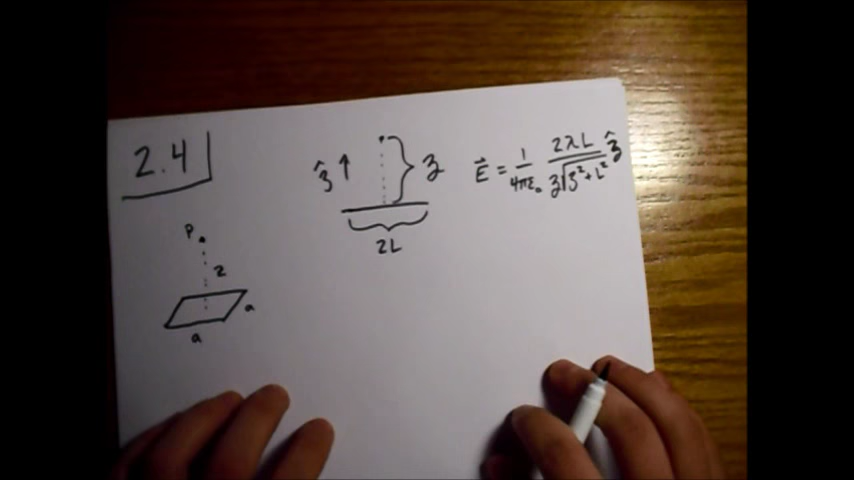 2.4
ẑ ↑
z
2L
E⃗ = 1/4πε₀ 2λL/z√z²+L² ẑ
P
z
a
a